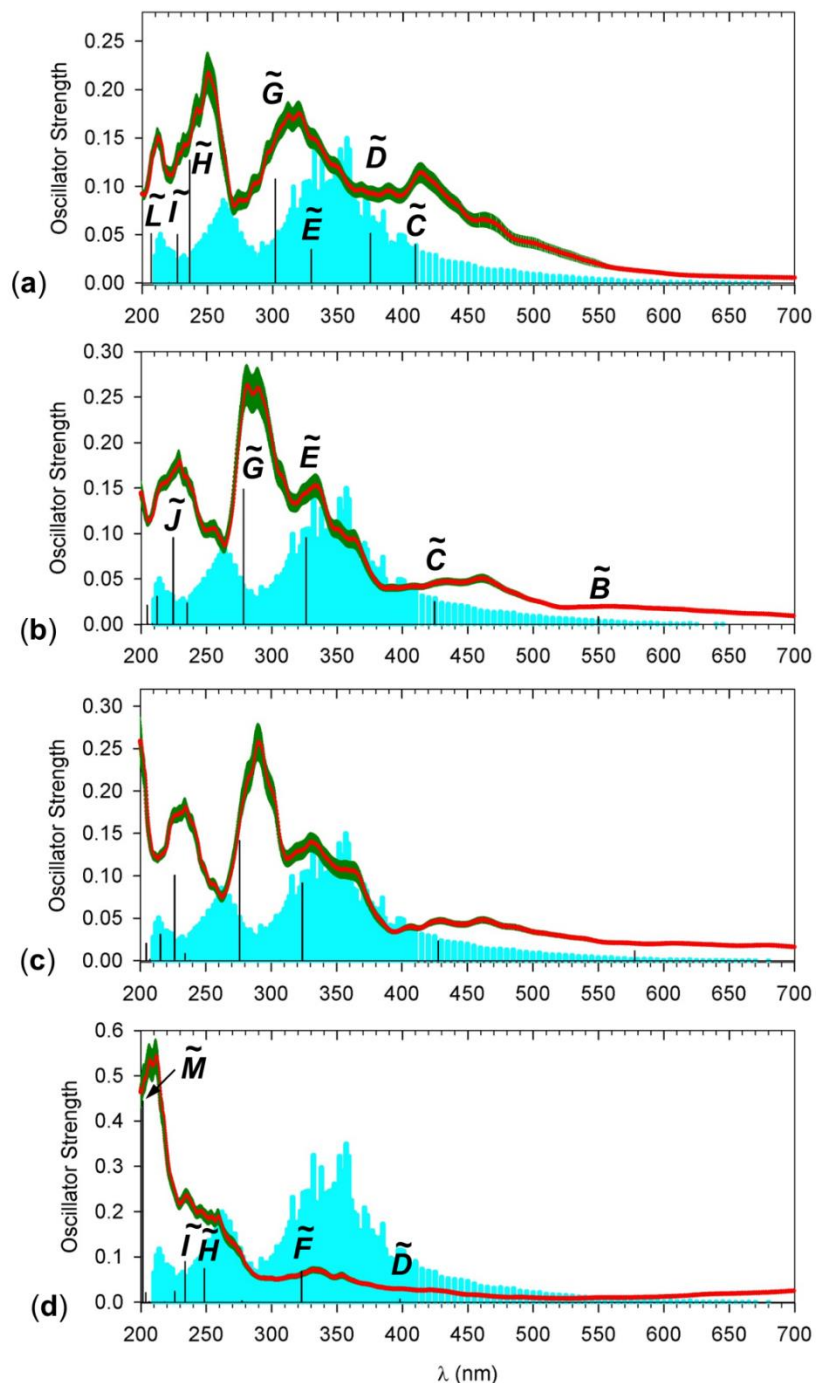 0.25
0.20
0.15
0.10
0.05
0.00
Oscillator Strength
G̃
H̃
D̃
L̃ Ĩ
Ẽ
C̃
(a)
200 250 300 350 400 450 500 550 600 650 700
0.30
0.25
0.20
0.15
0.10
0.05
0.00
Oscillator Strength
G̃ Ẽ
J̃
C̃
B̃
(b)
200 250 300 350 400 450 500 550 600 650 700
0.30
0.25
0.20
0.15
0.10
0.05
0.00
Oscillator Strength
(c)
200 250 300 350 400 450 500 550 600 650 700
0.6
0.5
0.4
0.3
0.2
0.1
0.0
Oscillator Strength
M̃
Ĩ H̃ F̃ D̃
(d)
200 250 300 350 400 450 500 550 600 650 700
λ (nm)